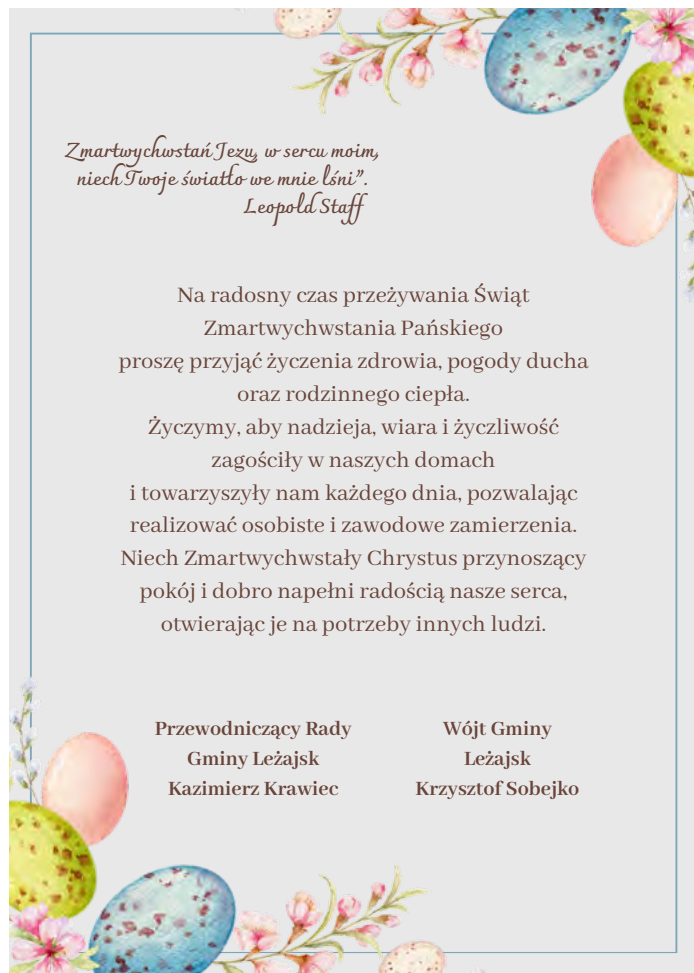 Zmartwychwstań Jezu, w sercu moim,
niech Twoje światło we mnie lśni".
Leopold Staff
Na radosny czas przeżywania Świąt
Zmartwychwstania Pańskiego
proszę przyjąć życzenia zdrowia, pogody ducha
oraz rodzinnego ciepła.
Życzymy, aby nadzieja, wiara i życzliwość
zagościły w naszych domach
i towarzyszyły nam każdego dnia, pozwalając
realizować osobiste i zawodowe zamierzenia.
Niech Zmartwychwstały Chrystus przynoszący
pokój i dobro napełni radością nasze serca,
otwierając je na potrzeby innych ludzi.
Przewodniczący Rady
Gminy Leżajsk
Kazimierz Krawiec
Wójt Gminy
Leżajsk
Krzysztof Sobejko